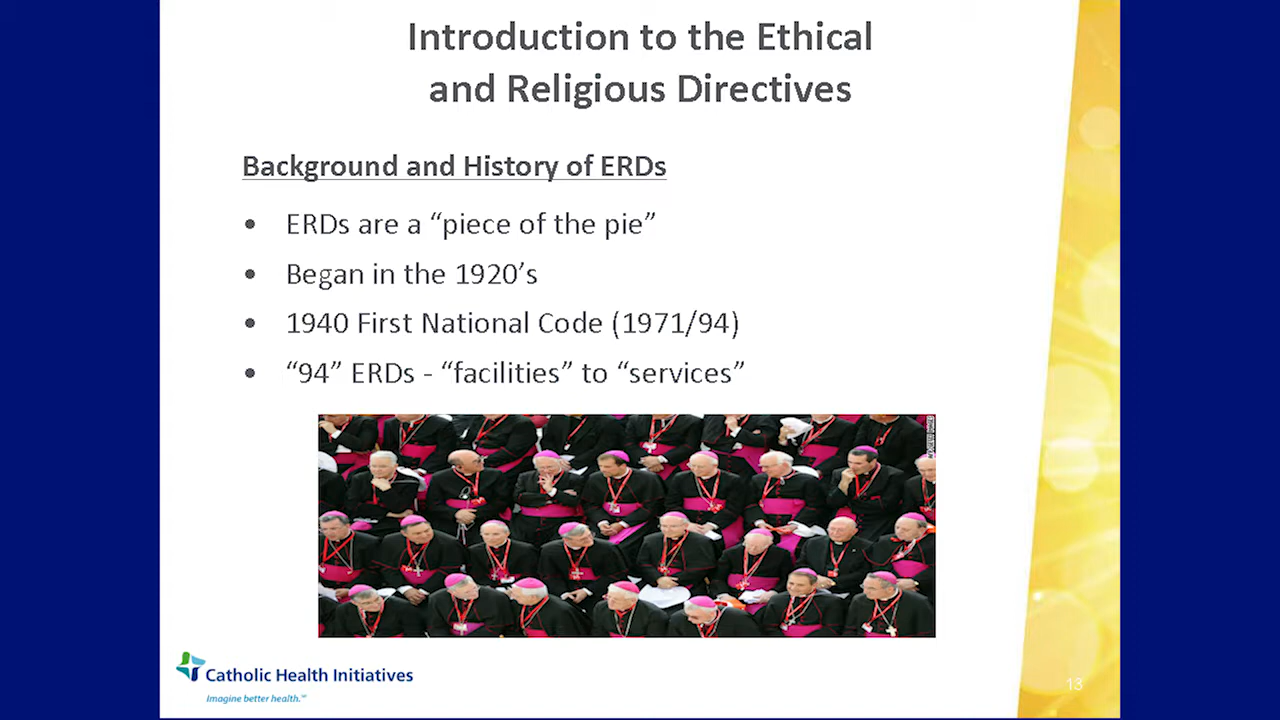 Introduction to the Ethical
and Religious Directives
Background and History of ERDs
• ERDs are a “piece of the pie”
• Began in the 1920’s
• 1940 First National Code (1971/94)
• “94” ERDs - “facilities” to “services”
Catholic Health Initiatives
Imagine better health.℠
13